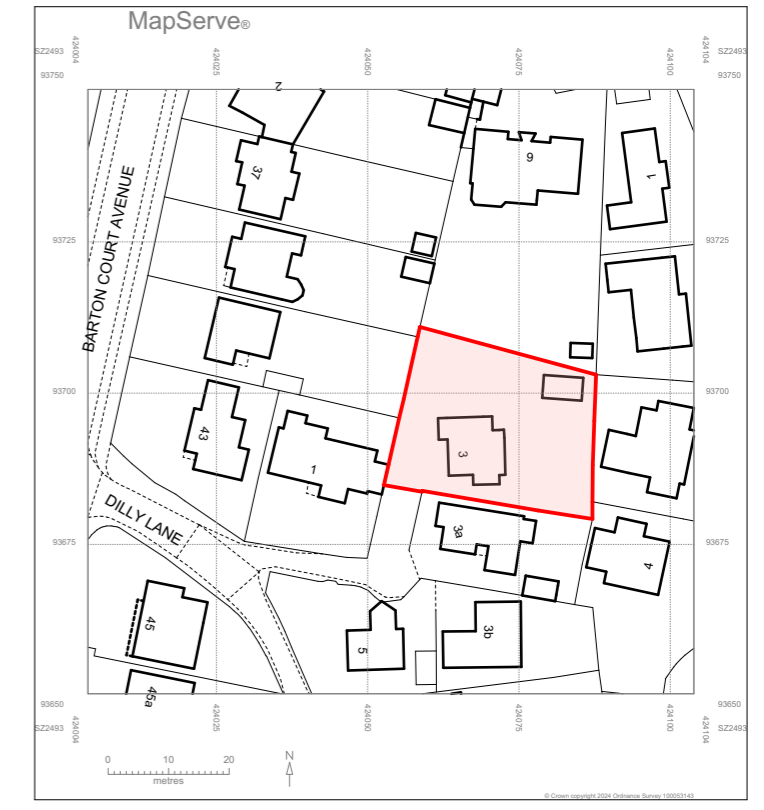 MapServe®
SZ2493
424004
424025
424050
424075
424100
424104
SZ2493
93750
93750
2
37
9
1
BARTON COURT AVENUE
93725
93725
93700
93700
43
1
3
DILLY LANE
3a
93675
93675
4
45
5
3b
45a
93650
SZ2493
424004
424025
424050
424075
424100
424104
93650
SZ2493
0 10 20
metres
N
© Crown copyright 2024 Ordnance Survey 100053143